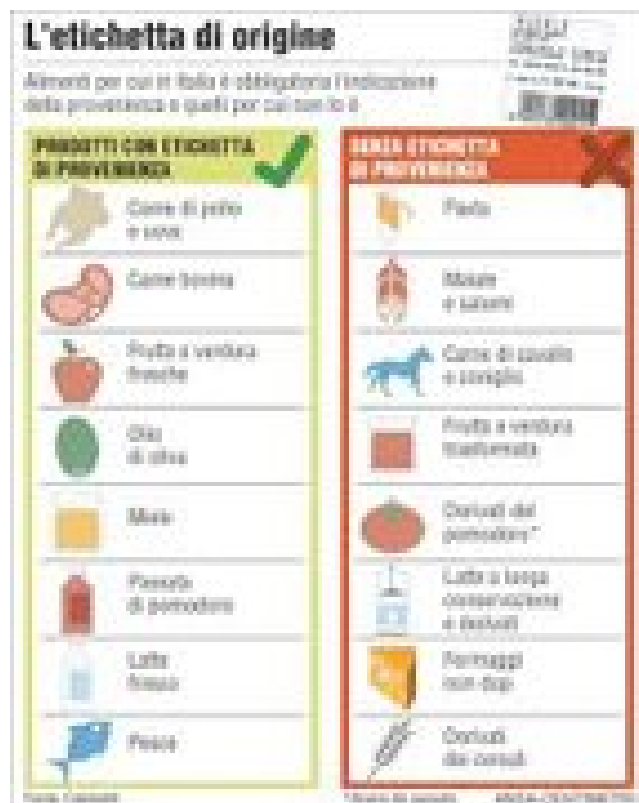 L'etichetta di origine
Alimenti per cui in Italia è obbligatoria l'indicazione
della provenienza e quelli per cui non lo è
PRODOTTI CON ETICHETTA
DI PROVENIENZA
Carne di pollo
e uova
Carne bovina
Frutta e verdura
fresche
Olio
di oliva
Miele
Passata
di pomodoro
Latte
fresco
Pesce
SENZA ETICHETTA
DI PROVENIENZA
Pasta
Maiale
e salumi
Carne di cavallo
e coniglio
Frutta e verdura
trasformata
Derivati del
pomodoro*
Latte a lunga
conservazione
e derivati
Formaggi
non dop
Derivati
dei cereali
Fonte: Coldiretti